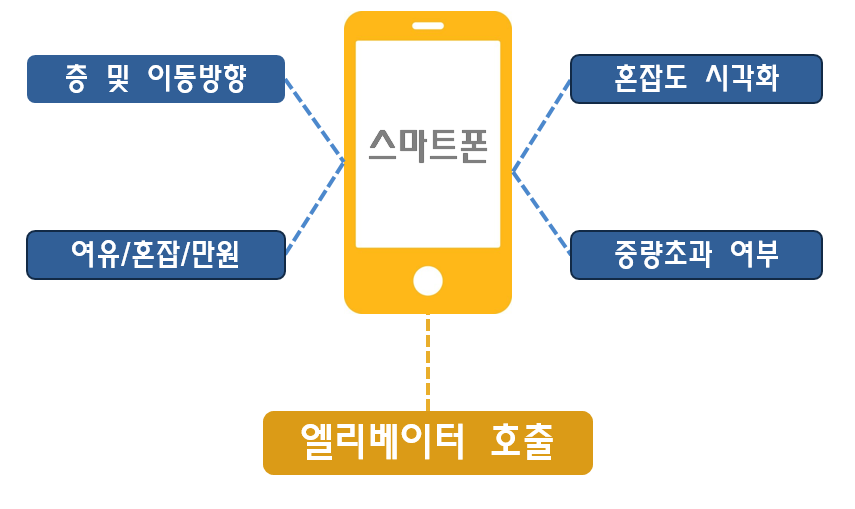 층 및 이동방향
혼잡도 시각화
스마트폰
여유/혼잡/만원
중량초과 여부
엘리베이터 호출